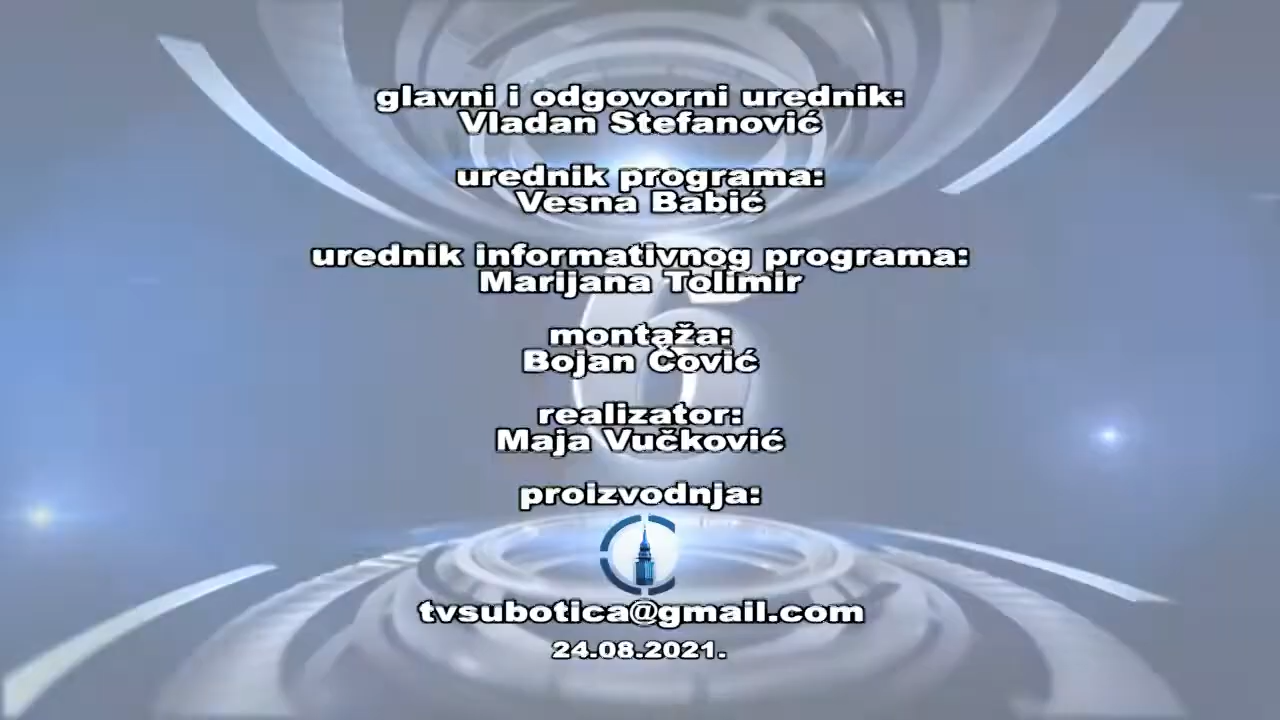 glavni i odgovorni urednik:
Vladan Stefanović
urednik programa:
Vesna Babić
urednik informativnog programa:
Marijana Tolimir
montaža:
Bojan Čović
realizator:
Maja Vučković
proizvodnja:
tvsubotica@gmail.com
24.08.2021.
6